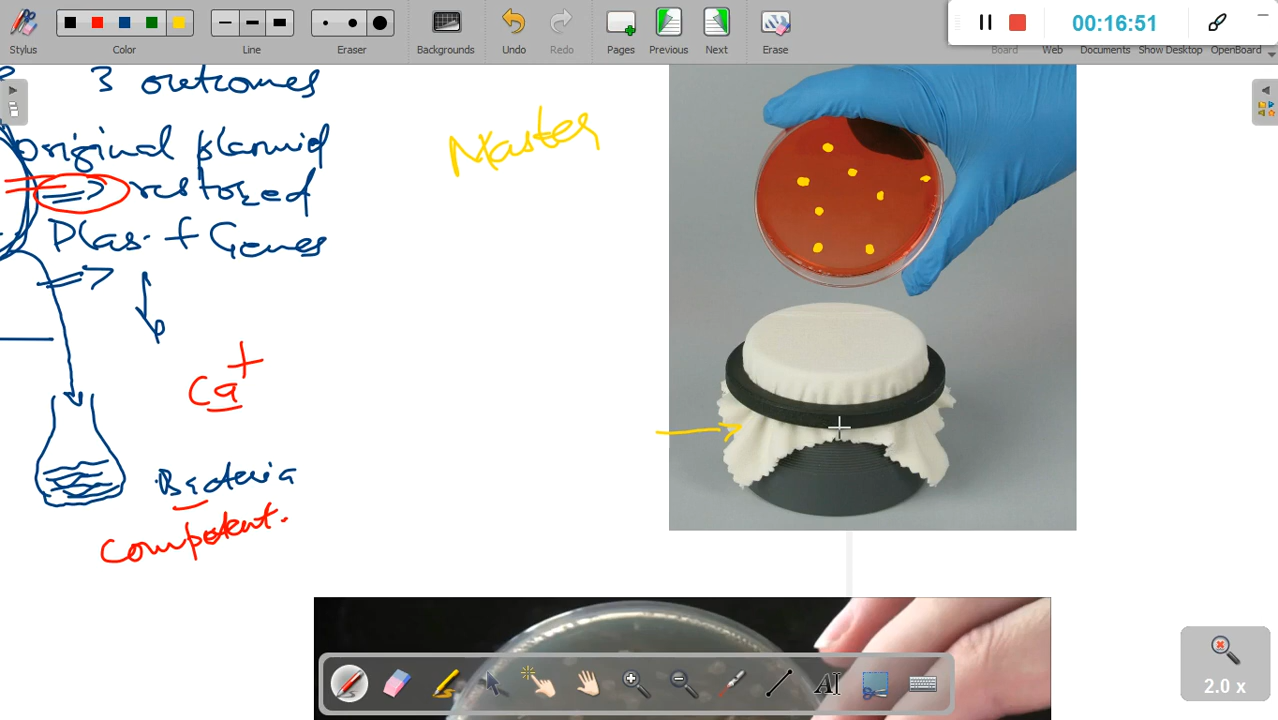 Stylus
Color
Line
Eraser
Backgrounds
Undo
Redo
Pages
Previous
Next
Erase
00:16:51
Board
Web
Documents
Show Desktop
OpenBoard
3 outcomes
original plasmid
restored
Plas. + Genes
Ca+
Bacteria
Competent.
Master
AI
2.0 x